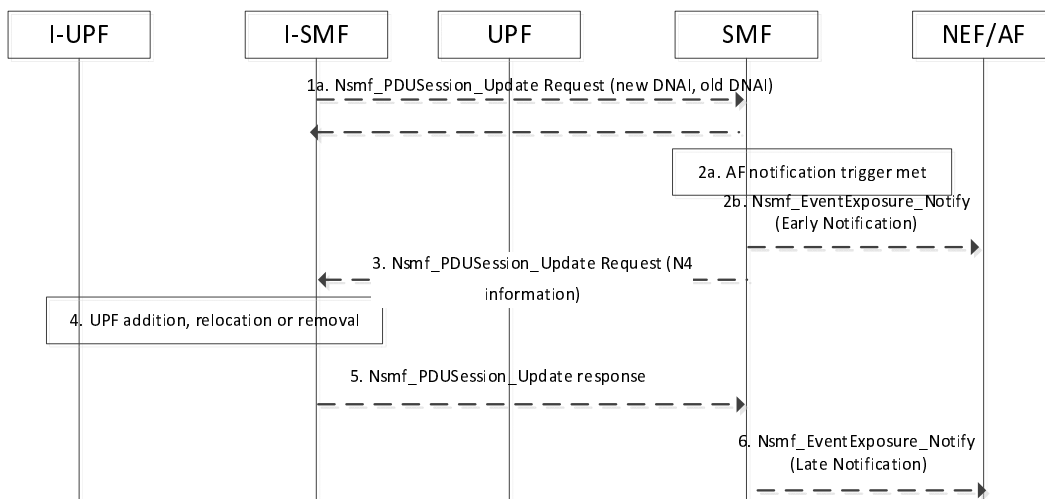 I-UPF
I-SMF
UPF
SMF
NEF/AF
1a. Nsmf_PDUSession_Update Request (new DNAI, old DNAI)
2a. AF notification trigger met
2b. Nsmf_EventExposure_Notify
(Early Notification)
3. Nsmf_PDUSession_Update Request (N4
information)
4. UPF addition, relocation or removal
5. Nsmf_PDUSession_Update response
6. Nsmf_EventExposure_Notify
(Late Notification)